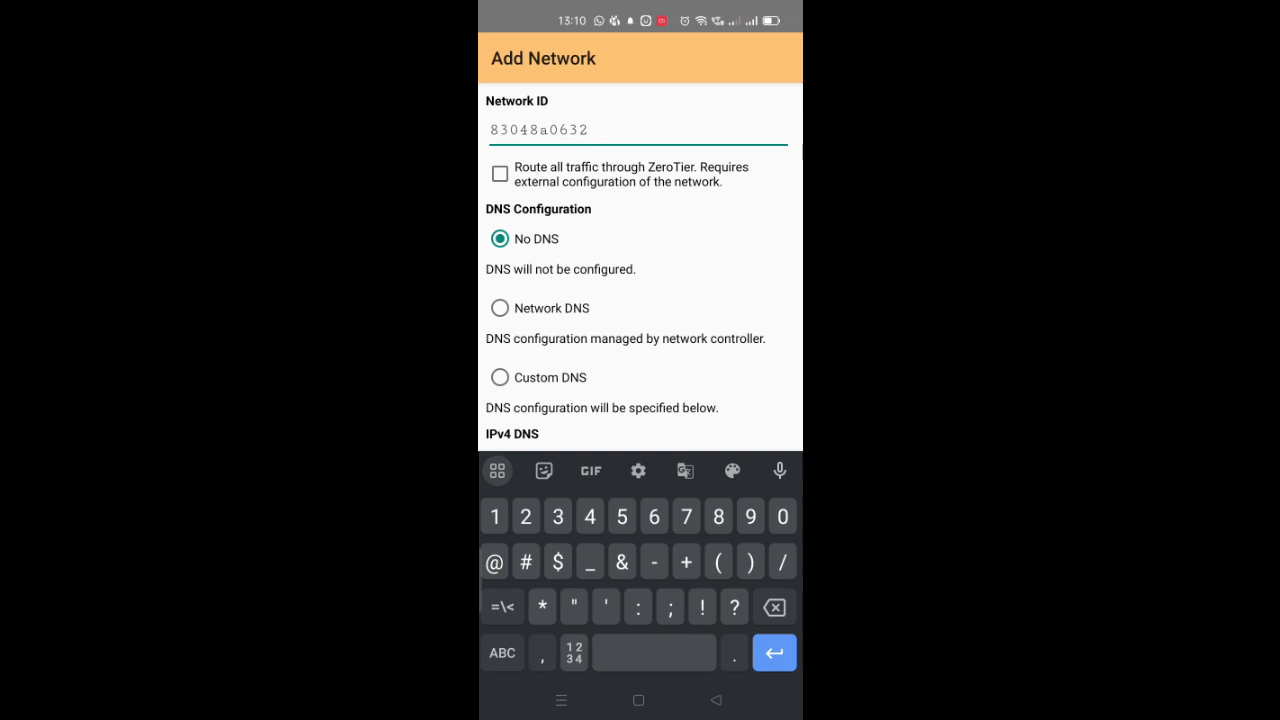 13:10
Add Network
Network ID
83048a0632
Route all traffic through ZeroTier. Requires
external configuration of the network.
DNS Configuration
No DNS
DNS will not be configured.
Network DNS
DNS configuration managed by network controller.
Custom DNS
DNS configuration will be specified below.
IPv4 DNS
GIF
1 2 3 4 5 6 7 8 9 0
@ # $ _ & - + ( ) /
=\< * " ' : ; ! ?
ABC , 12 34 .